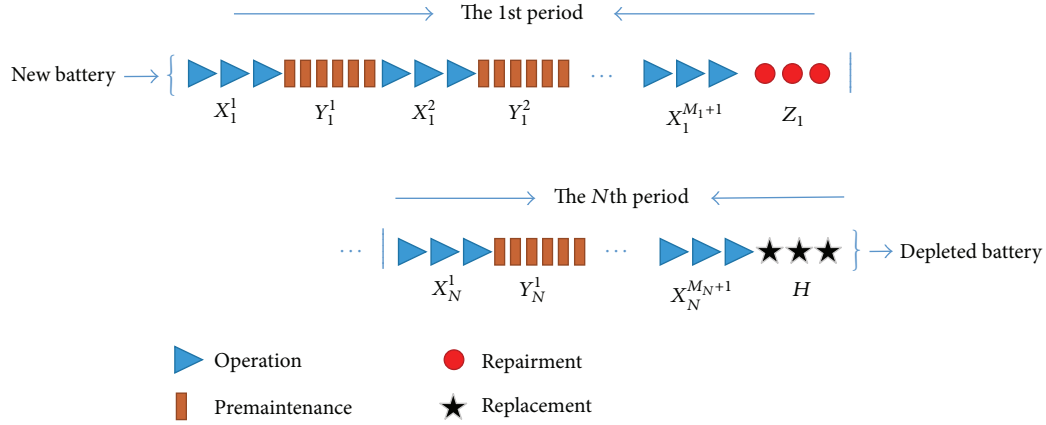 The 1st period
New battery
X_1^1 Y_1^1 X_1^2 Y_1^2 ... X_1^{M_1+1} Z_1
The Nth period
... ...
Depleted battery
X_N^1 Y_N^1 X_N^{M_N+1} H
Operation Repairment
Premaintenance Replacement